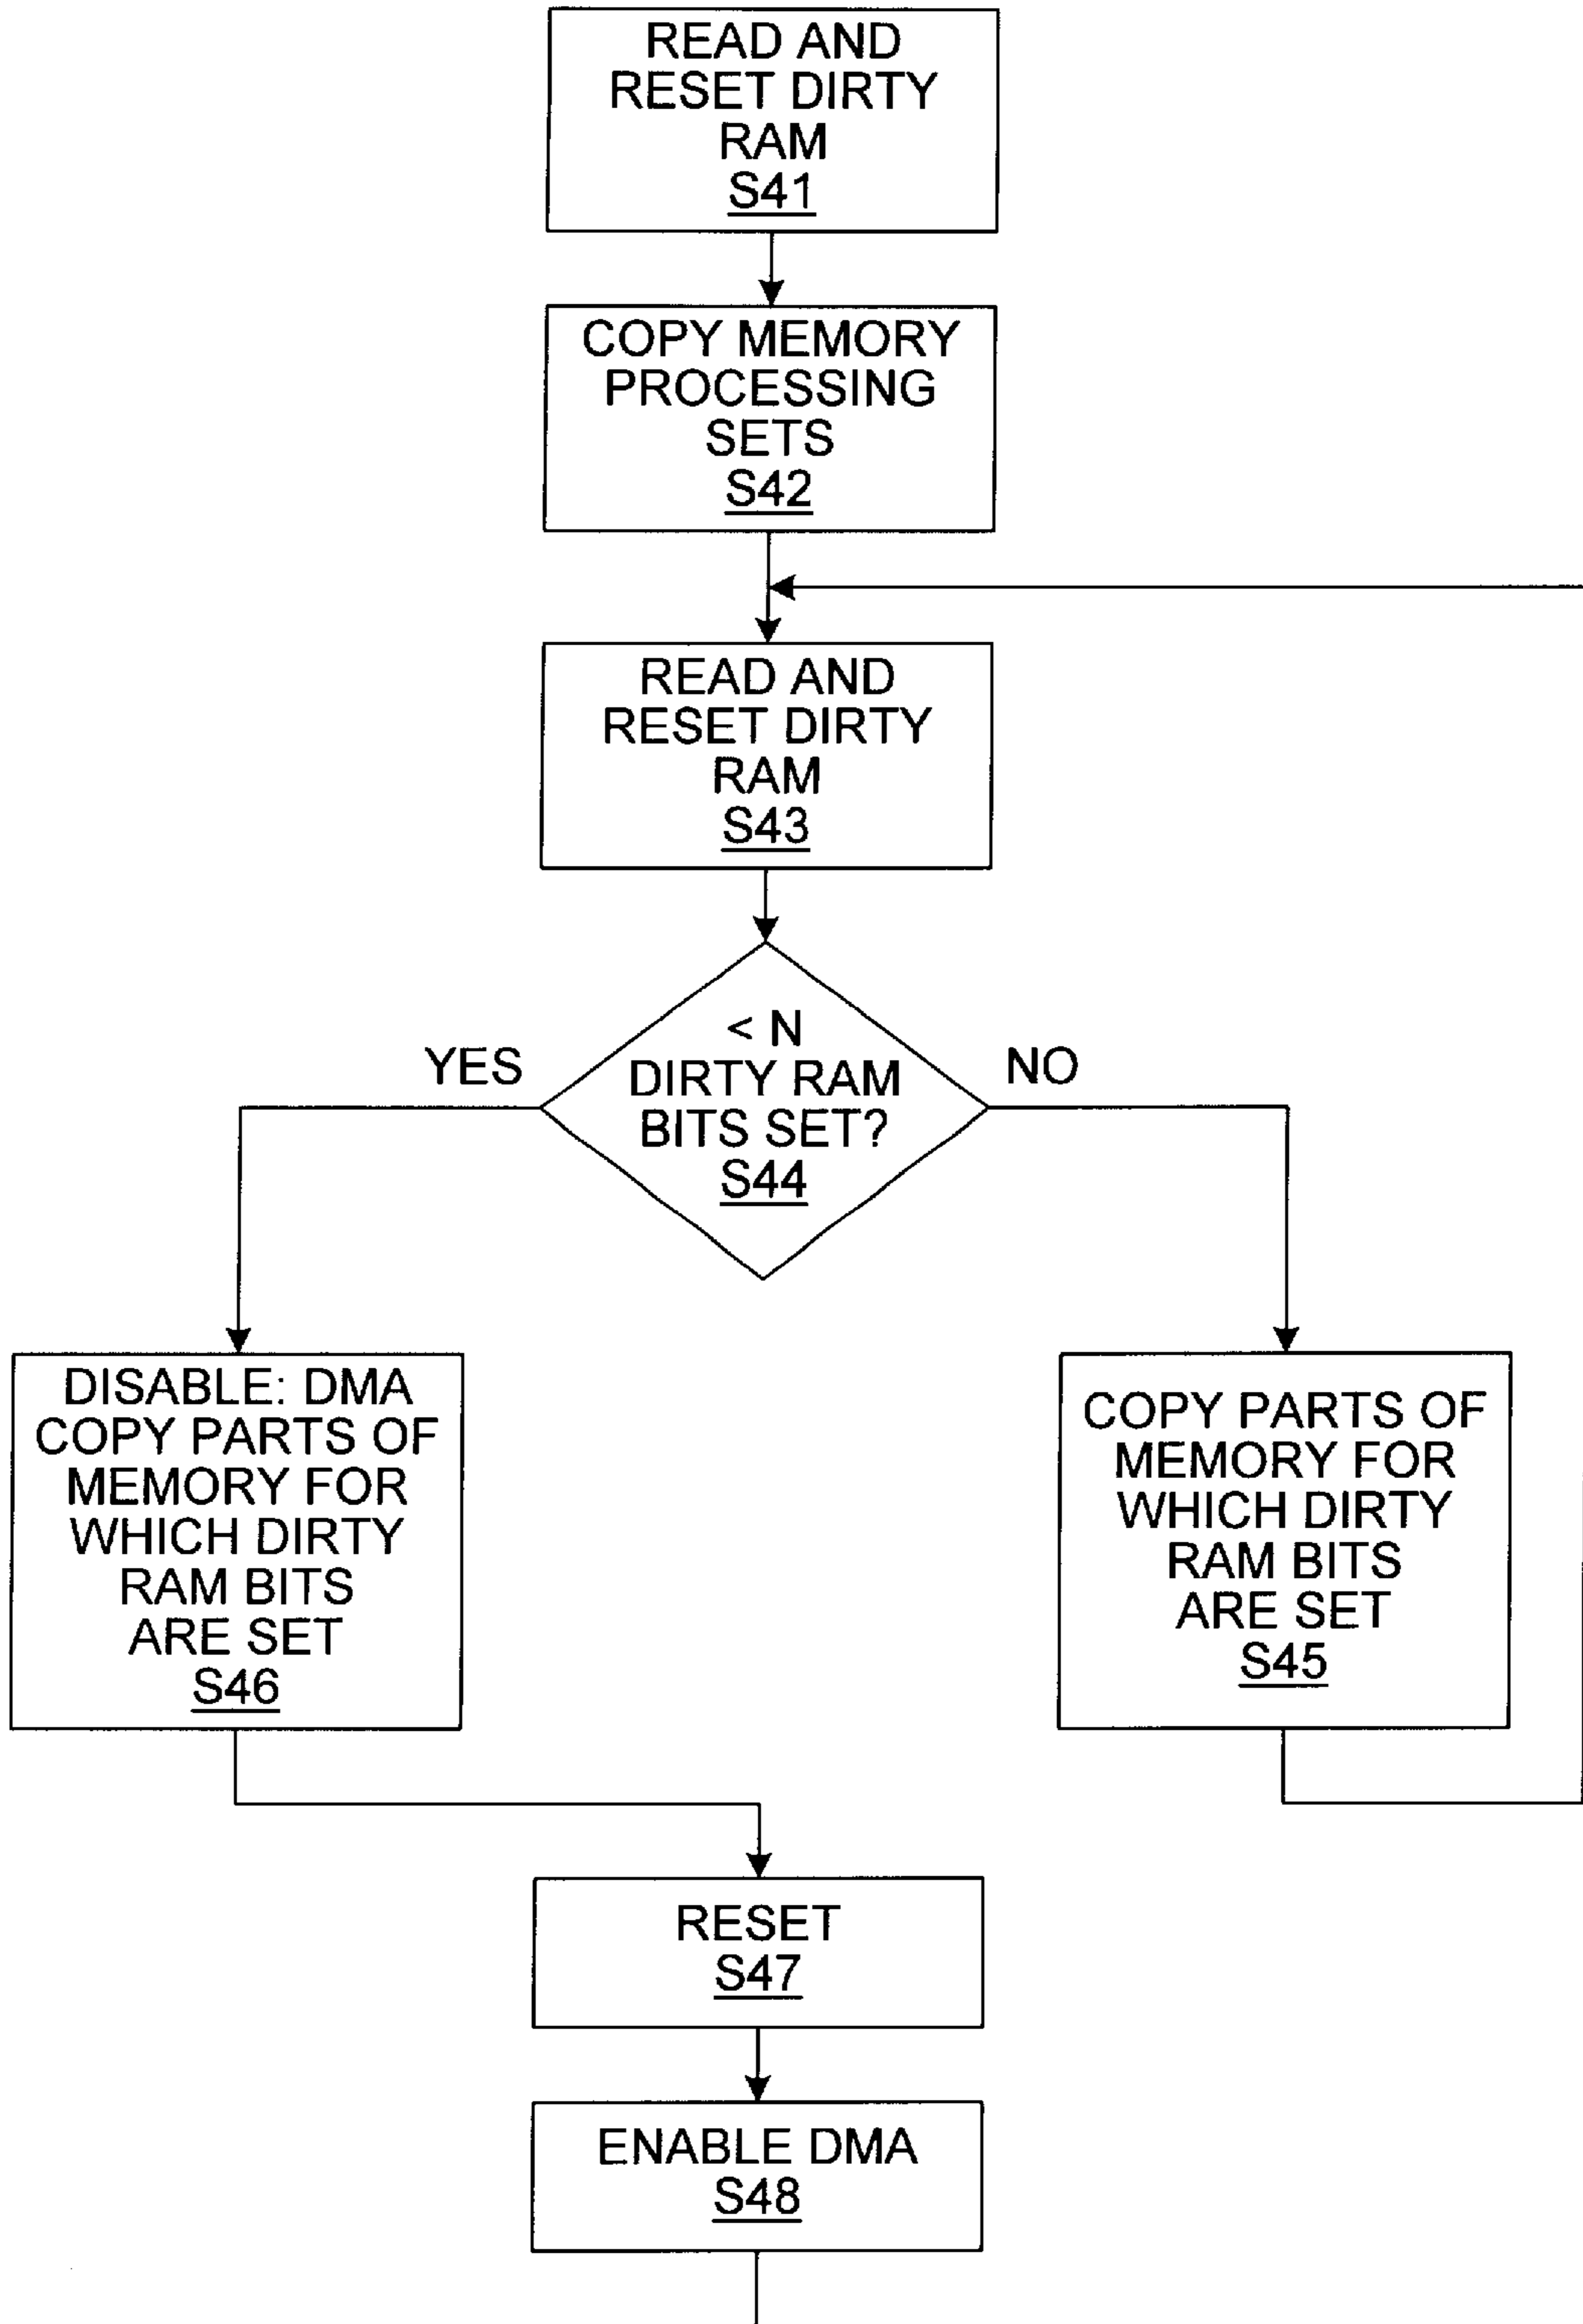 READ AND
RESET DIRTY
RAM
S41
COPY MEMORY
PROCESSING
SETS
S42
READ AND
RESET DIRTY
RAM
S43
< N
DIRTY RAM
BITS SET?
S44
YES
NO
DISABLE: DMA
COPY PARTS OF
MEMORY FOR
WHICH DIRTY
RAM BITS
ARE SET
S46
COPY PARTS OF
MEMORY FOR
WHICH DIRTY
RAM BITS
ARE SET
S45
RESET
S47
ENABLE DMA
S48